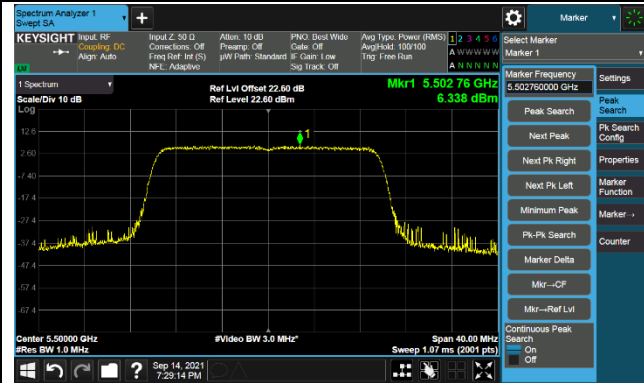 Spectrum Analyzer 1
Swept SA
+
Marker
KEYSIGHT
Input: RF
Coupling: DC
Align: Auto
Input Z: 50 Ω
Corrections: Off
Freq Ref: Int (S)
NFE: Adaptive
Atten: 10 dB
Preamp: Off
µW Path: Standard
PNO: Best Wide
Gate: Off
IF Gain: Low
Sig Track: Off
Avg Type: Power (RMS)
Avg|Hold: 100/100
Trig: Free Run
1 2 3 4 5 6
A W W W W W
A N N N N N
Select Marker
Marker 1
1 Spectrum
Scale/Div 10 dB
Log
Ref Lvl Offset 22.60 dB
Ref Level 22.60 dBm
Mkr1 5.502 76 GHz
6.338 dBm
1
12.6
2.60
-7.40
-17.4
-27.4
-37.4
-47.4
-57.4
-67.4
Center 5.50000 GHz
#Res BW 1.0 MHz
#Video BW 3.0 MHz*
Span 40.00 MHz
Sweep 1.07 ms (2001 pts)
Marker Frequency
5.502760000 GHz
Peak Search
Next Peak
Next Pk Right
Next Pk Left
Minimum Peak
Pk-Pk Search
Marker Delta
Mkr→CF
Mkr→Ref Lvl
Continuous Peak
Search
On
Off
Settings
Peak
Search
Pk Search
Config
Properties
Marker
Function
Marker→
Counter
?
Sep 14, 2021
7:29:14 PM